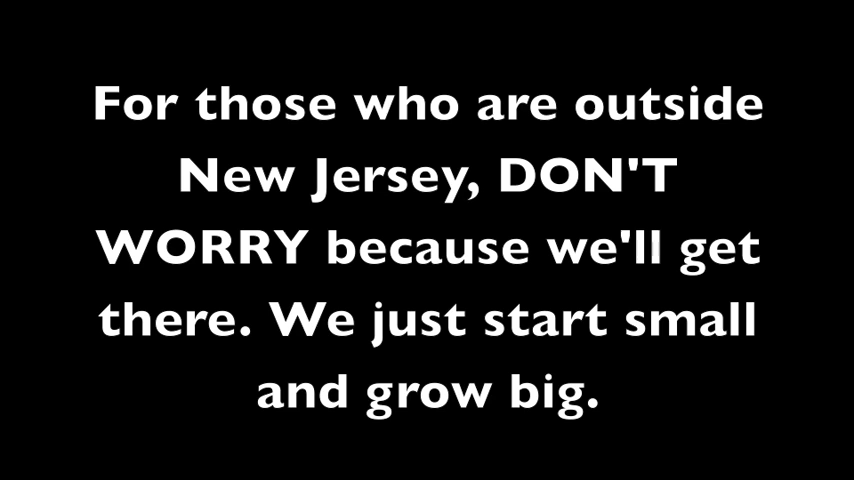 For those who are outside
New Jersey, DON'T
WORRY because we'll get
there. We just start small
and grow big.